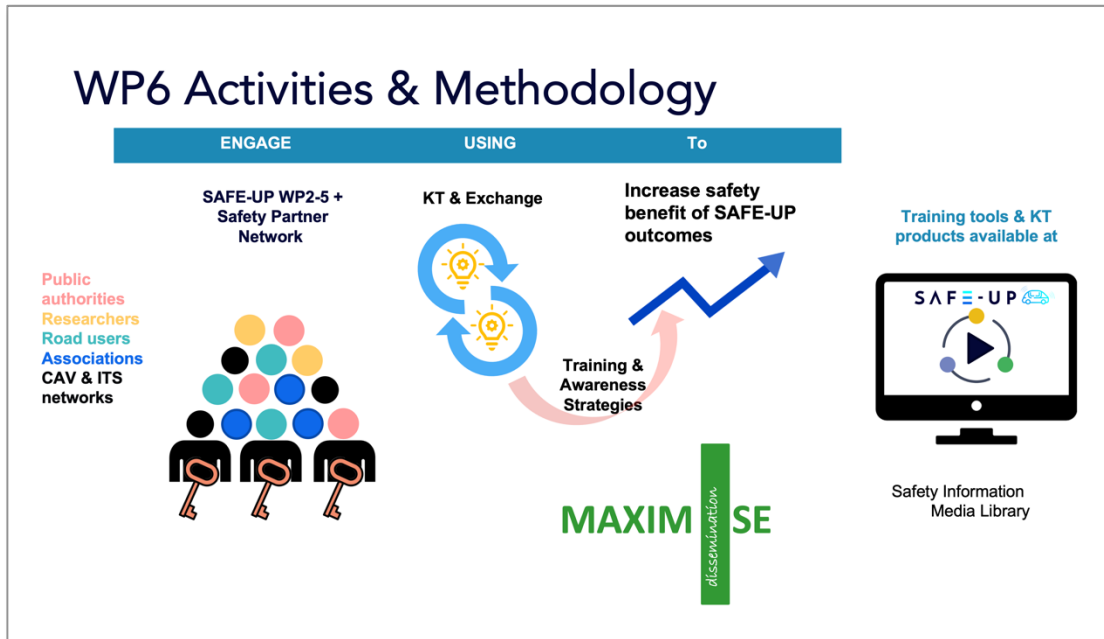 WP6 Activities & Methodology
ENGAGE
USING
To
SAFE-UP WP2-5 +
Safety Partner
Network
KT & Exchange
Increase safety
benefit of SAFE-UP
outcomes
Training tools & KT
products available at
Public
authorities
Researchers
Road users
Associations
CAV & ITS
networks
SAFE-UP
Training &
Awareness
Strategies
MAXIM SE
dissemination
Safety Information
Media Library